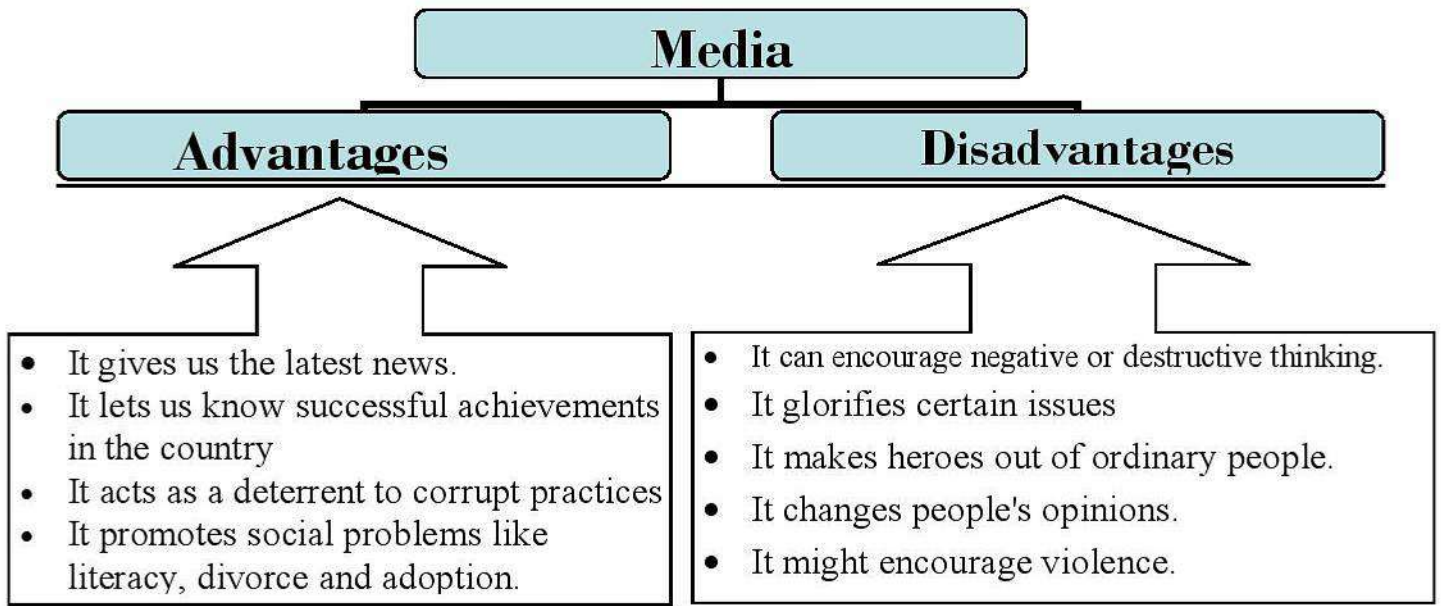 Media
Advantages
Disadvantages
• It gives us the latest news.
• It lets us know successful achievements
in the country
• It acts as a deterrent to corrupt practices
• It promotes social problems like
literacy, divorce and adoption.
• It can encourage negative or destructive thinking.
• It glorifies certain issues
• It makes heroes out of ordinary people.
• It changes people's opinions.
• It might encourage violence.